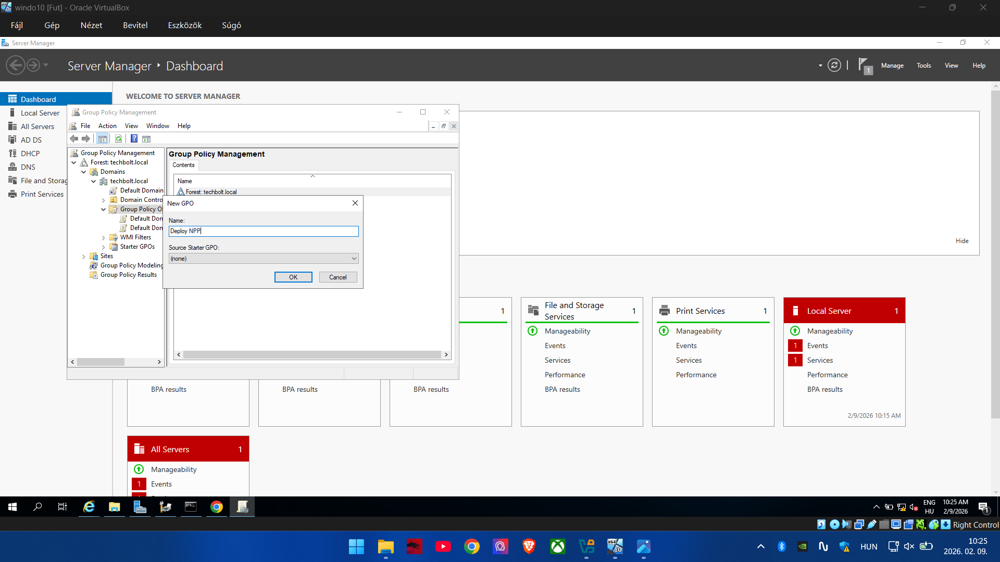 windo10 [Fut] - Oracle VirtualBox
Fájl Gép Nézet Bevitel Eszközök Súgó
Server Manager
Server Manager Dashboard
1 Manage Tools View Help
Dashboard
Local Server
All Servers
AD DS
DHCP
DNS
File and Storag
Print Services
WELCOME TO SERVER MANAGER
Group Policy Management
File Action View Window Help
Group Policy Management
Forest: techbolt.local
Domains
techbolt.local
Default Domain
Domain Contro
Group Policy O
Default Don
Default Don
WMI Filters
Starter GPOs
Sites
Group Policy Modeling
Group Policy Results
Group Policy Management
Contents
Name
Forest: techbolt.local
New GPO
Name:
Deploy NPP
Source Starter GPO:
(none)
OK Cancel
Hide
BPA results
BPA results
1
BPA results
File and Storage Services 1
Manageability
Events
Services
Performance
BPA results
Print Services 1
Manageability
Events
Services
Performance
Local Server 1
Manageability
1 Events
1 Services
Performance
BPA results
2/9/2026 10:15 AM
All Servers 1
Manageability
1 Events
ENG
HU
10:25 AM
2/9/2026
1
Right Control
X64
10
HUN
10:25
2026. 02. 09.